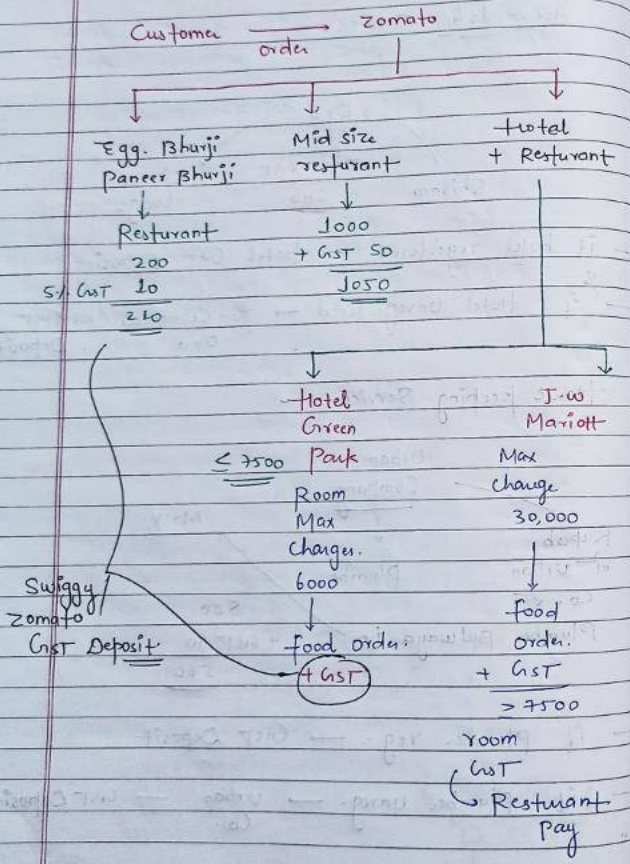 Customer → zomato
order
Egg. Bhurji
Paneer Bhurji
Resturant
200
5% GST 10
210
Mid size
resturant
1000
+ GST 50
1050
Hotel
+ Resturant
Hotel
Green
Park
≤ 7500
Room
Max
Charges.
6000
food order.
+ GST
J.W
Mariott
Max
Charge
30,000
food
order.
+ GST
≥ 7500
room
GST
Resturant
pay
Swiggy
zomato
GST Deposit